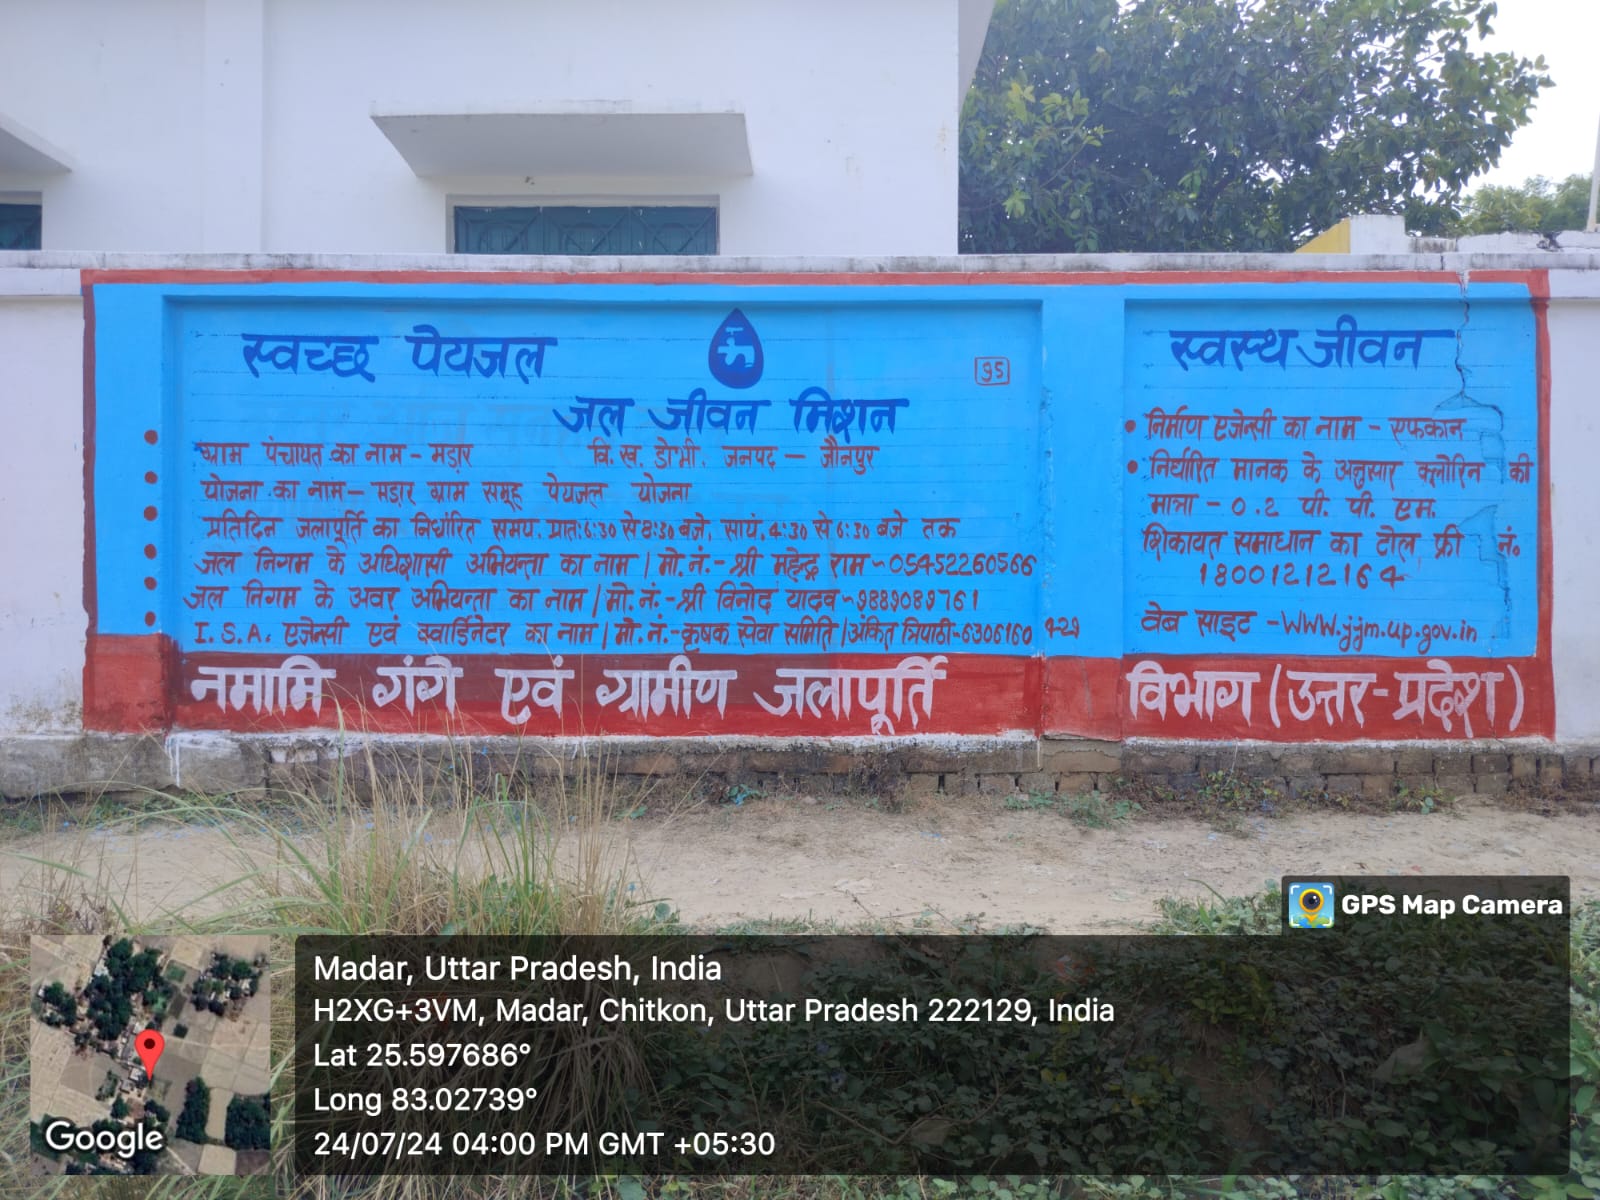 स्वच्छ पेयजल
95
जल जीवन मिशन
ग्राम पंचायत का नाम - मड़ार वि.ख. डोभी, जनपद - जौनपुर
योजना का नाम - मड़ार ग्राम समूह पेयजल योजना
प्रतिदिन जलापूर्ति का निर्धारित समय. प्रात: 6:30 से 8:30 बजे, सायं. 4:30 से 6:30 बजे तक
जल निगम के अधिशासी अभियन्ता का नाम / मो. नं. - श्री महेन्द्र राम ~ 05452260566
जल निगम के अवर अभियन्ता का नाम / मो. नं. - श्री विनोद यादव ~ 9889089761
I.S.A. एजेन्सी एवं क्वार्डिनेटर का नाम / मो. नं. - कृषक सेवा समिति / अंकित त्रिपाठी - 6306160429
स्वस्थ जीवन
निर्माण एजेन्सी का नाम - एफकान
निर्धारित मानक के अनुसार क्लोरिन की
मात्रा - 0.2 पी. पी. एम.
शिकायत समाधान का टोल फ्री नं.
18001212164
वेब साइट - www.jjm.up.gov.in
नमामि गंगे एवं ग्रामीण जलापूर्ति विभाग (उत्तर-प्रदेश)
GPS Map Camera
Madar, Uttar Pradesh, India
H2XG+3VM, Madar, Chitkon, Uttar Pradesh 222129, India
Lat 25.597686°
Long 83.02739°
24/07/24 04:00 PM GMT +05:30
Google